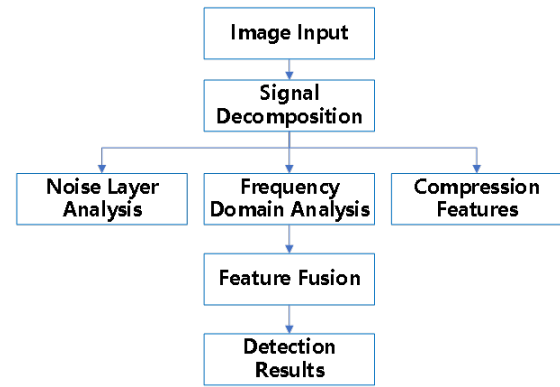 Image Input
Signal
Decomposition
Noise Layer
Analysis
Frequency
Domain Analysis
Compression
Features
Feature Fusion
Detection
Results